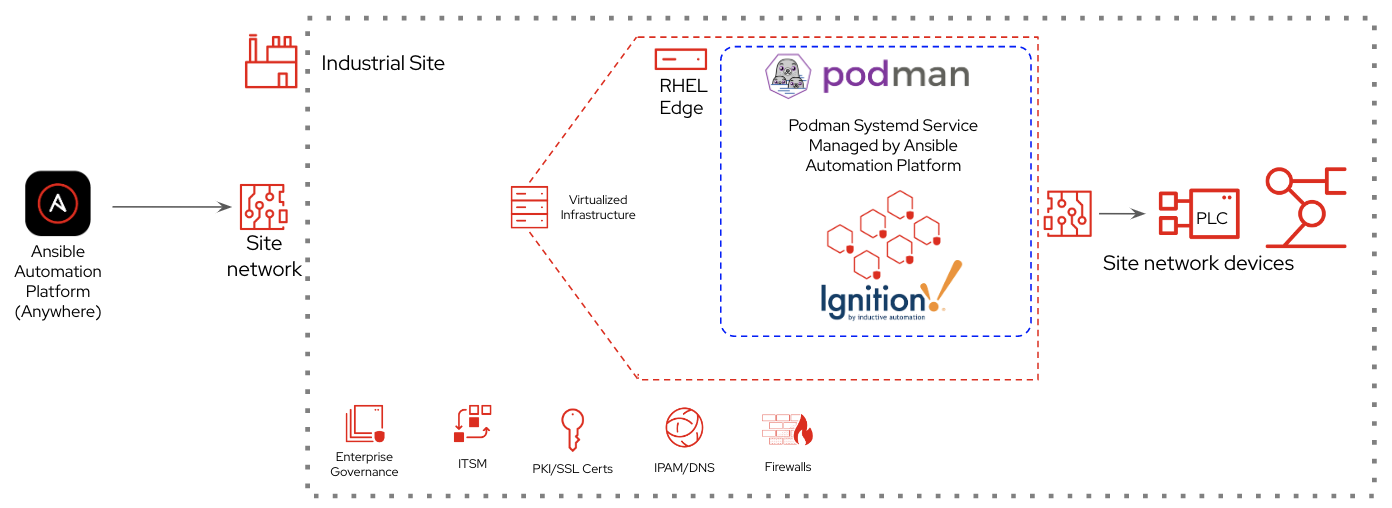 Industrial Site
RHEL
Edge
podman
Podman Systemd Service
Managed by Ansible
Automation Platform
Virtualized
Infrastructure
Ansible
Automation
Platform
(Anywhere)
Site
network
Ignition!
by inductive automation
PLC
Site network devices
Enterprise
Governance
ITSM
PKI/SSL Certs
IPAM/DNS
Firewalls